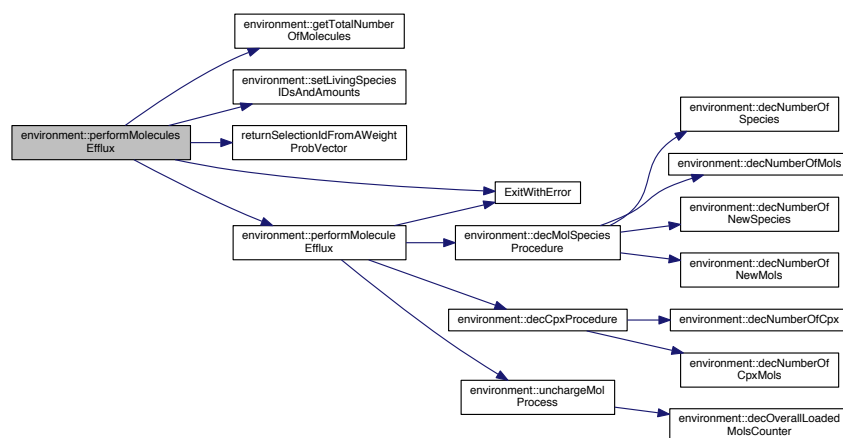 environment::getTotalNumber
OfMolecules
environment::setLivingSpecies
IDsAndAmounts
environment::performMolecules
Efflux
returnSelectionIdFromAWeight
ProbVector
ExitWithError
environment::performMolecule
Efflux
environment::decMolSpecies
Procedure
environment::decNumberOf
Species
environment::decNumberOfMols
environment::decNumberOf
NewSpecies
environment::decNumberOf
NewMols
environment::decCpxProcedure
environment::decNumberOfCpx
environment::decNumberOf
CpxMols
environment::unchargeMol
Process
environment::decOverallLoaded
MolsCounter